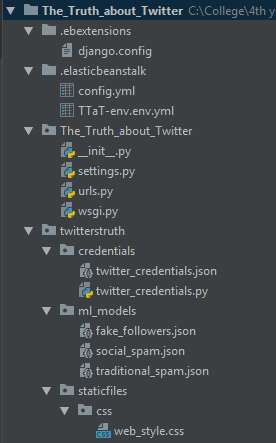 The_Truth_about_Twitter C:\College\4th y
.ebextensions
django.config
.elasticbeanstalk
config.yml
TTaT-env.env.yml
The_Truth_about_Twitter
__init__.py
settings.py
urls.py
wsgi.py
twitterstruth
credentials
twitter_credentials.json
twitter_credentials.py
ml_models
fake_followers.json
social_spam.json
traditional_spam.json
staticfiles
css
web_style.css